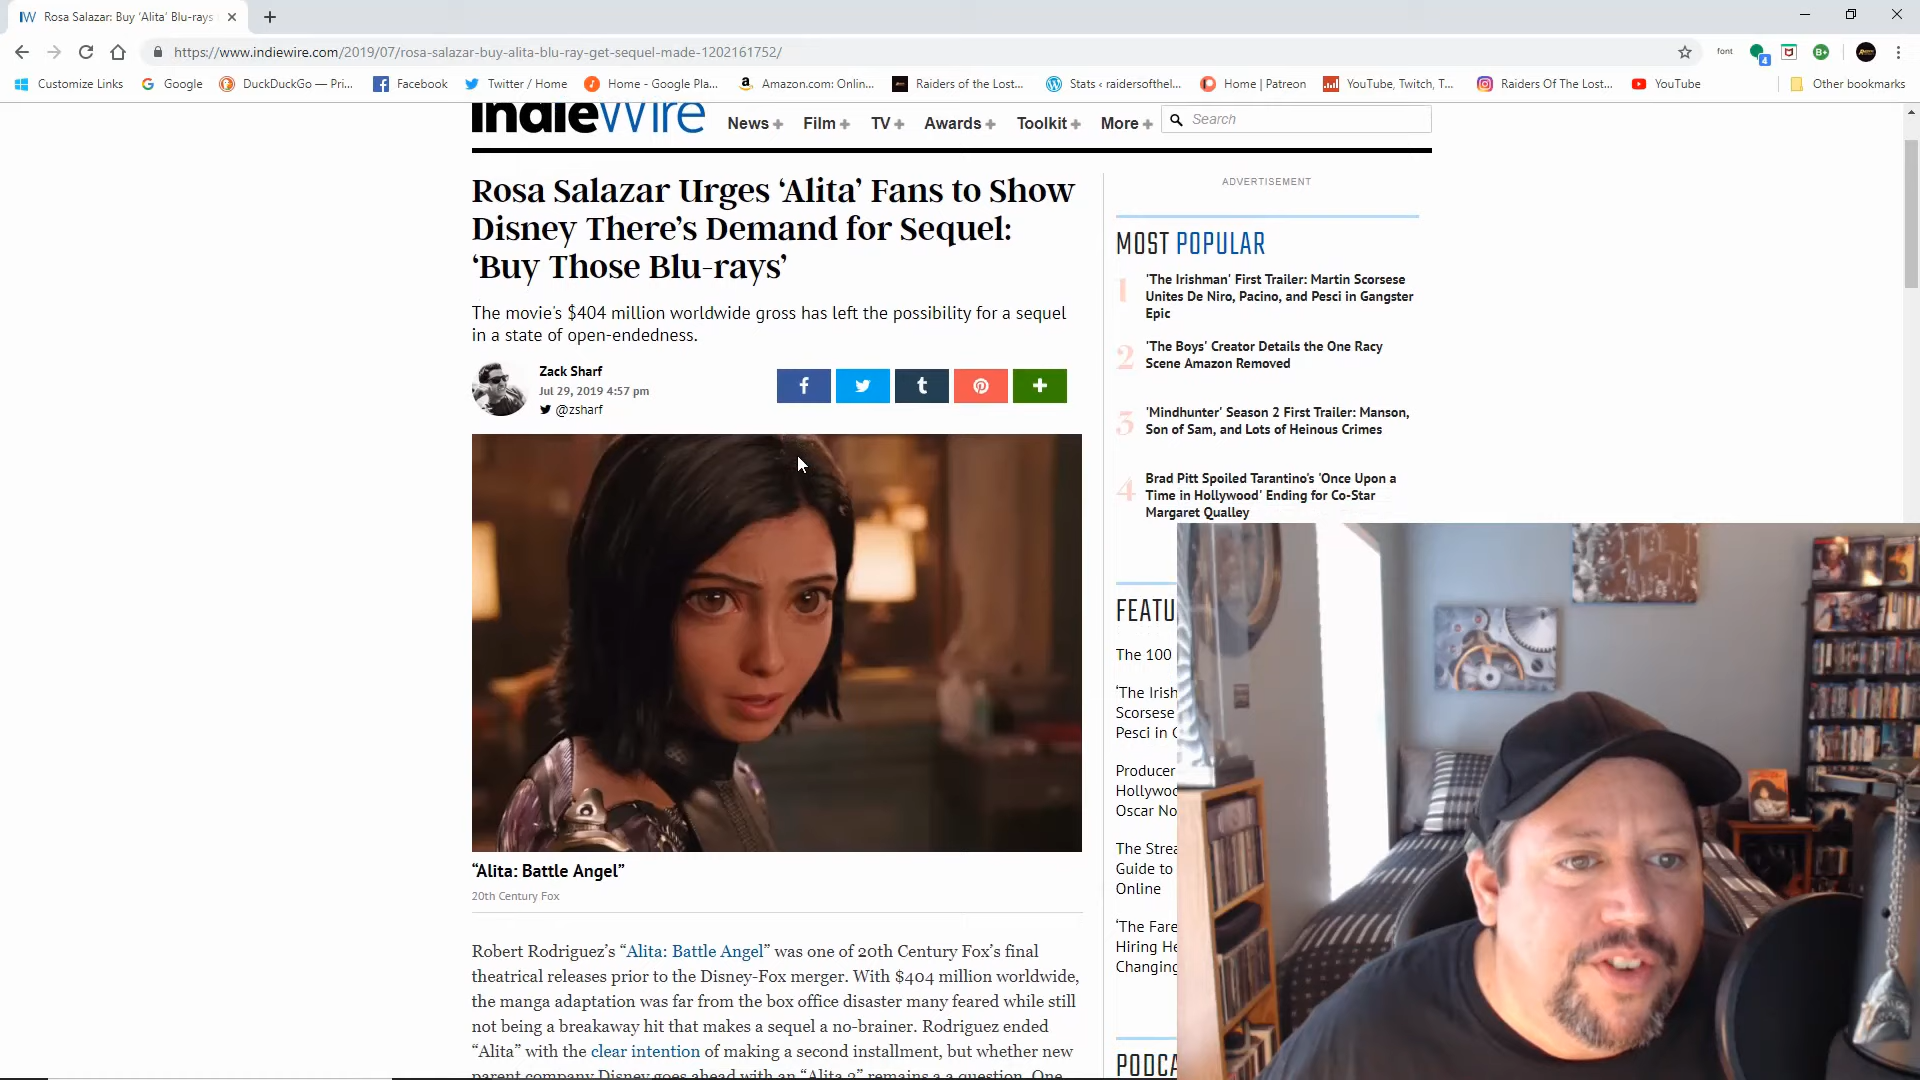 Rosa Salazar: Buy ‘Alita’ Blu-rays
https://www.indiewire.com/2019/07/rosa-salazar-buy-alita-blu-ray-get-sequel-made-1202161752/
font
4
B+
Customize Links
Google
DuckDuckGo — Pri...
Facebook
Twitter / Home
Home - Google Pla...
Amazon.com: Onlin...
Raiders of the Lost...
Stats ‹ raidersofthel...
Home | Patreon
YouTube, Twitch, T...
Raiders Of The Lost...
YouTube
Other bookmarks
IndieWire
News+
Film+
TV+
Awards+
Toolkit+
More+
Search
Rosa Salazar Urges ‘Alita’ Fans to Show
Disney There’s Demand for Sequel:
‘Buy Those Blu-rays’
The movie's $404 million worldwide gross has left the possibility for a sequel
in a state of open-endedness.
Zack Sharf
Jul 29, 2019 4:57 pm
@zsharf
“Alita: Battle Angel”
20th Century Fox
Robert Rodriguez’s “Alita: Battle Angel” was one of 20th Century Fox’s final
theatrical releases prior to the Disney-Fox merger. With $404 million worldwide,
the manga adaptation was far from the box office disaster many feared while still
not being a breakaway hit that makes a sequel a no-brainer. Rodriguez ended
“Alita” with the clear intention of making a second installment, but whether new
parent company Disney goes ahead with an “Alita 2” remains a a question. One
ADVERTISEMENT
MOST POPULAR
1
'The Irishman' First Trailer: Martin Scorsese
Unites De Niro, Pacino, and Pesci in Gangster
Epic
2
'The Boys' Creator Details the One Racy
Scene Amazon Removed
3
'Mindhunter' Season 2 First Trailer: Manson,
Son of Sam, and Lots of Heinous Crimes
4
Brad Pitt Spoiled Tarantino's 'Once Upon a
Time in Hollywood' Ending for Co-Star
Margaret Qualley
FEATU
The 100
‘The Irish
Scorsese
Pesci in G
Producer
Hollywoo
Oscar No
The Strea
Guide to
Online
‘The Fare
Hiring He
Changing
PODCA